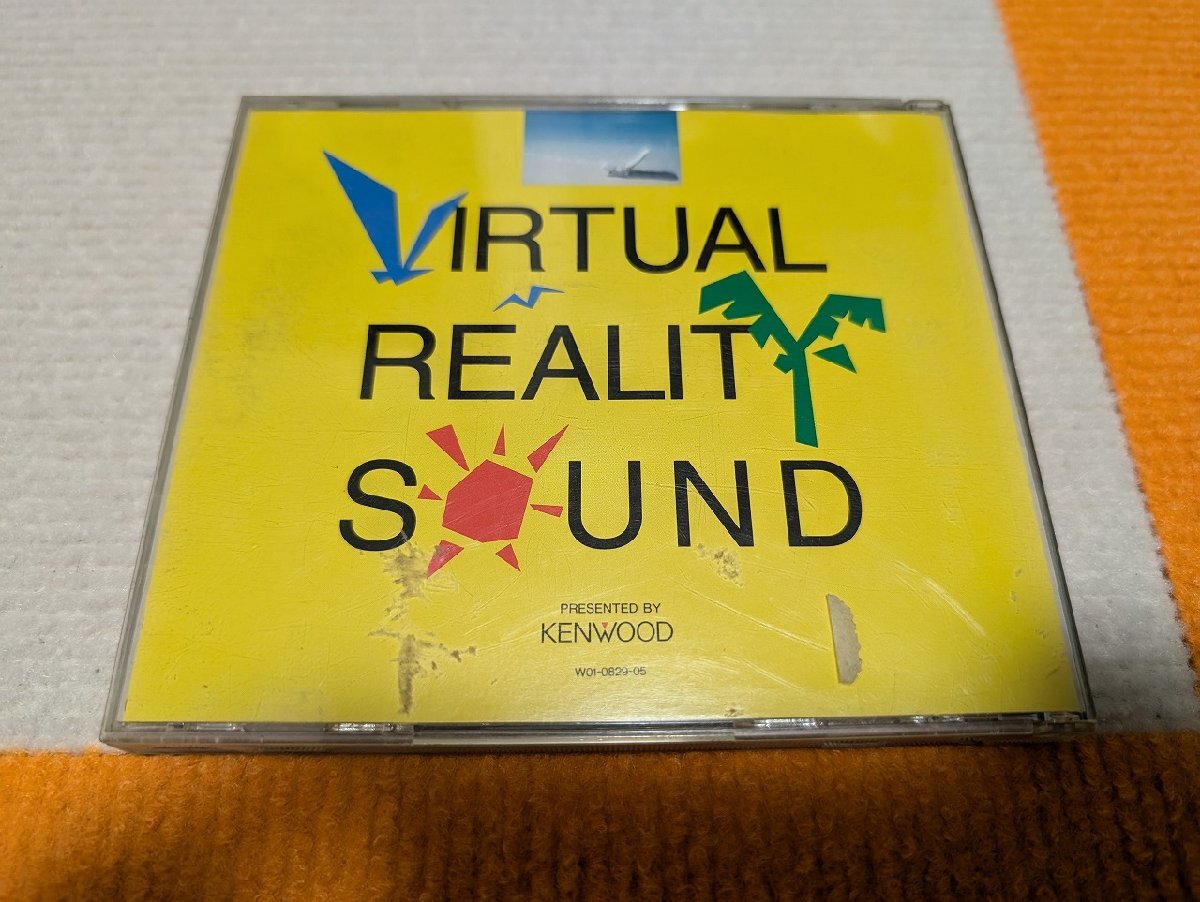 VIRTUAL
REALITY
SOUND
PRESENTED BY
KENWOOD
W01-0829-05